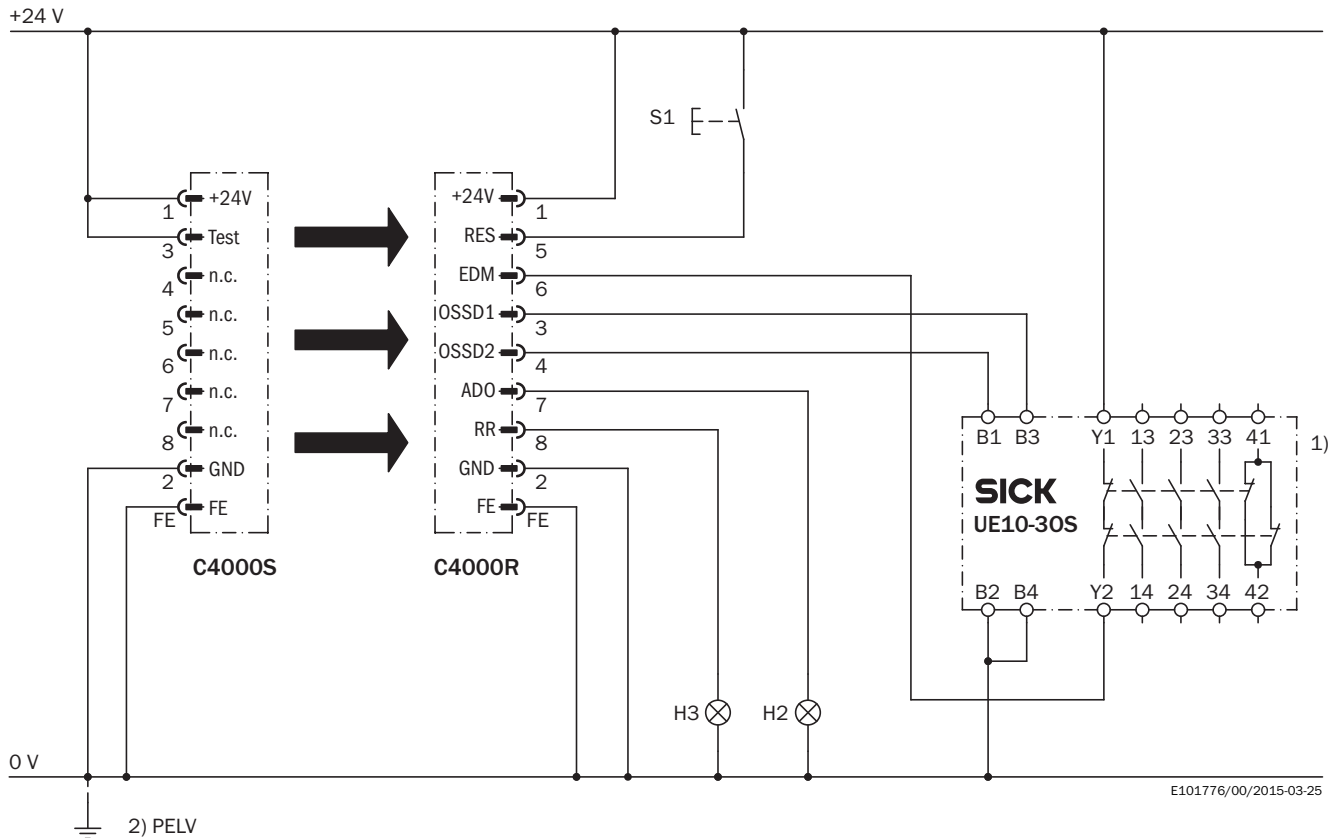 +24 V
S1
+24V
1
Test
3
n.c.
4
n.c.
5
n.c.
6
n.c.
7
n.c.
8
GND
2
FE
FE
C4000S
+24V
1
RES
5
EDM
6
OSSD1
3
OSSD2
4
ADO
7
RR
8
GND
2
FE
FE
C4000R
B1 B3 Y1 13 23 33 41
1)
SICK
UE10-30S
B2 B4 Y2 14 24 34 42
H3
H2
0 V
E101776/00/2015-03-25
2) PELV